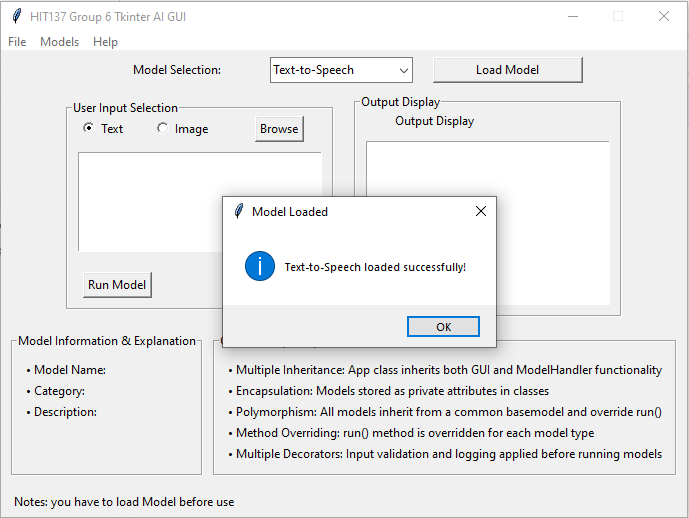 HIT137 Group 6 Tkinter AI GUI
File Models Help
Model Selection: Text-to-Speech Load Model
User Input Selection
Text Image Browse
Output Display
Output Display
Model Loaded
Text-to-Speech loaded successfully!
OK
Run Model
Model Information & Explanation
• Model Name:
• Category:
• Description:
• Multiple Inheritance: App class inherits both GUI and ModelHandler functionality
• Encapsulation: Models stored as private attributes in classes
• Polymorphism: All models inherit from a common basemodel and override run()
• Method Overriding: run() method is overridden for each model type
• Multiple Decorators: Input validation and logging applied before running models
Notes: you have to load Model before use